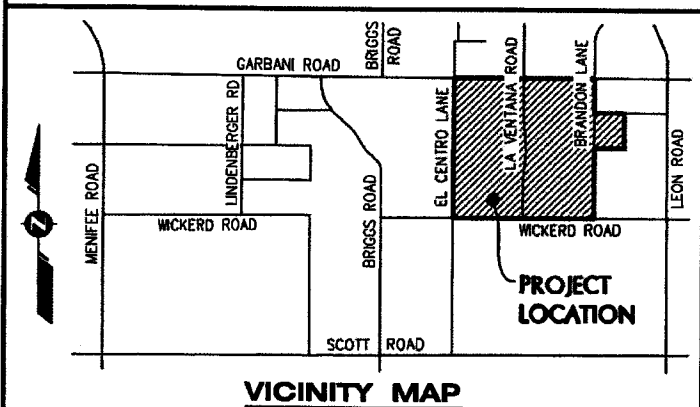 BRIGGS
ROAD
GARBANI ROAD
MENIFEE ROAD
LINDENBERGER RD
WICKERD ROAD
BRIGGS ROAD
EL CENTRO LANE
LA VENTANA ROAD
BRANDON LANE
LEON ROAD
WICKERD ROAD
Z
PROJECT
LOCATION
SCOTT ROAD
VICINITY MAP